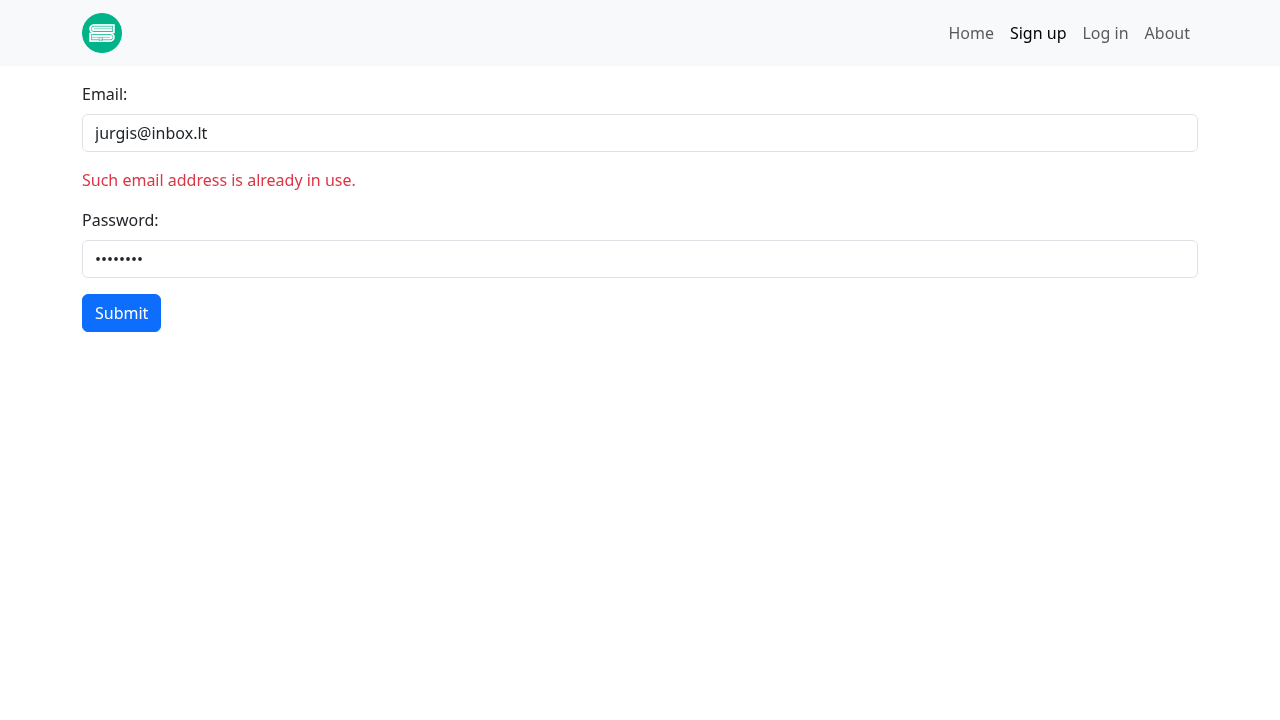 Home Sign up Log in About
Email:
jurgis@inbox.lt
Such email address is already in use.
Password:
••••••••
Submit